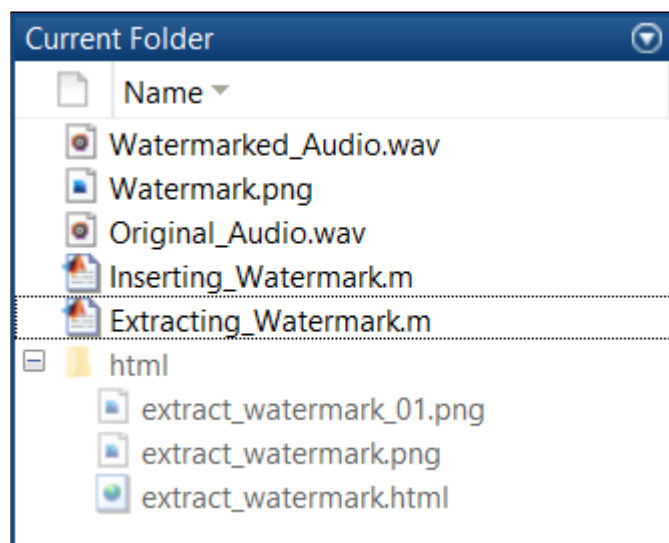 Current Folder
Name
Watermarked_Audio.wav
Watermark.png
Original_Audio.wav
Inserting_Watermark.m
Extracting_Watermark.m
html
extract_watermark_01.png
extract_watermark.png
extract_watermark.html